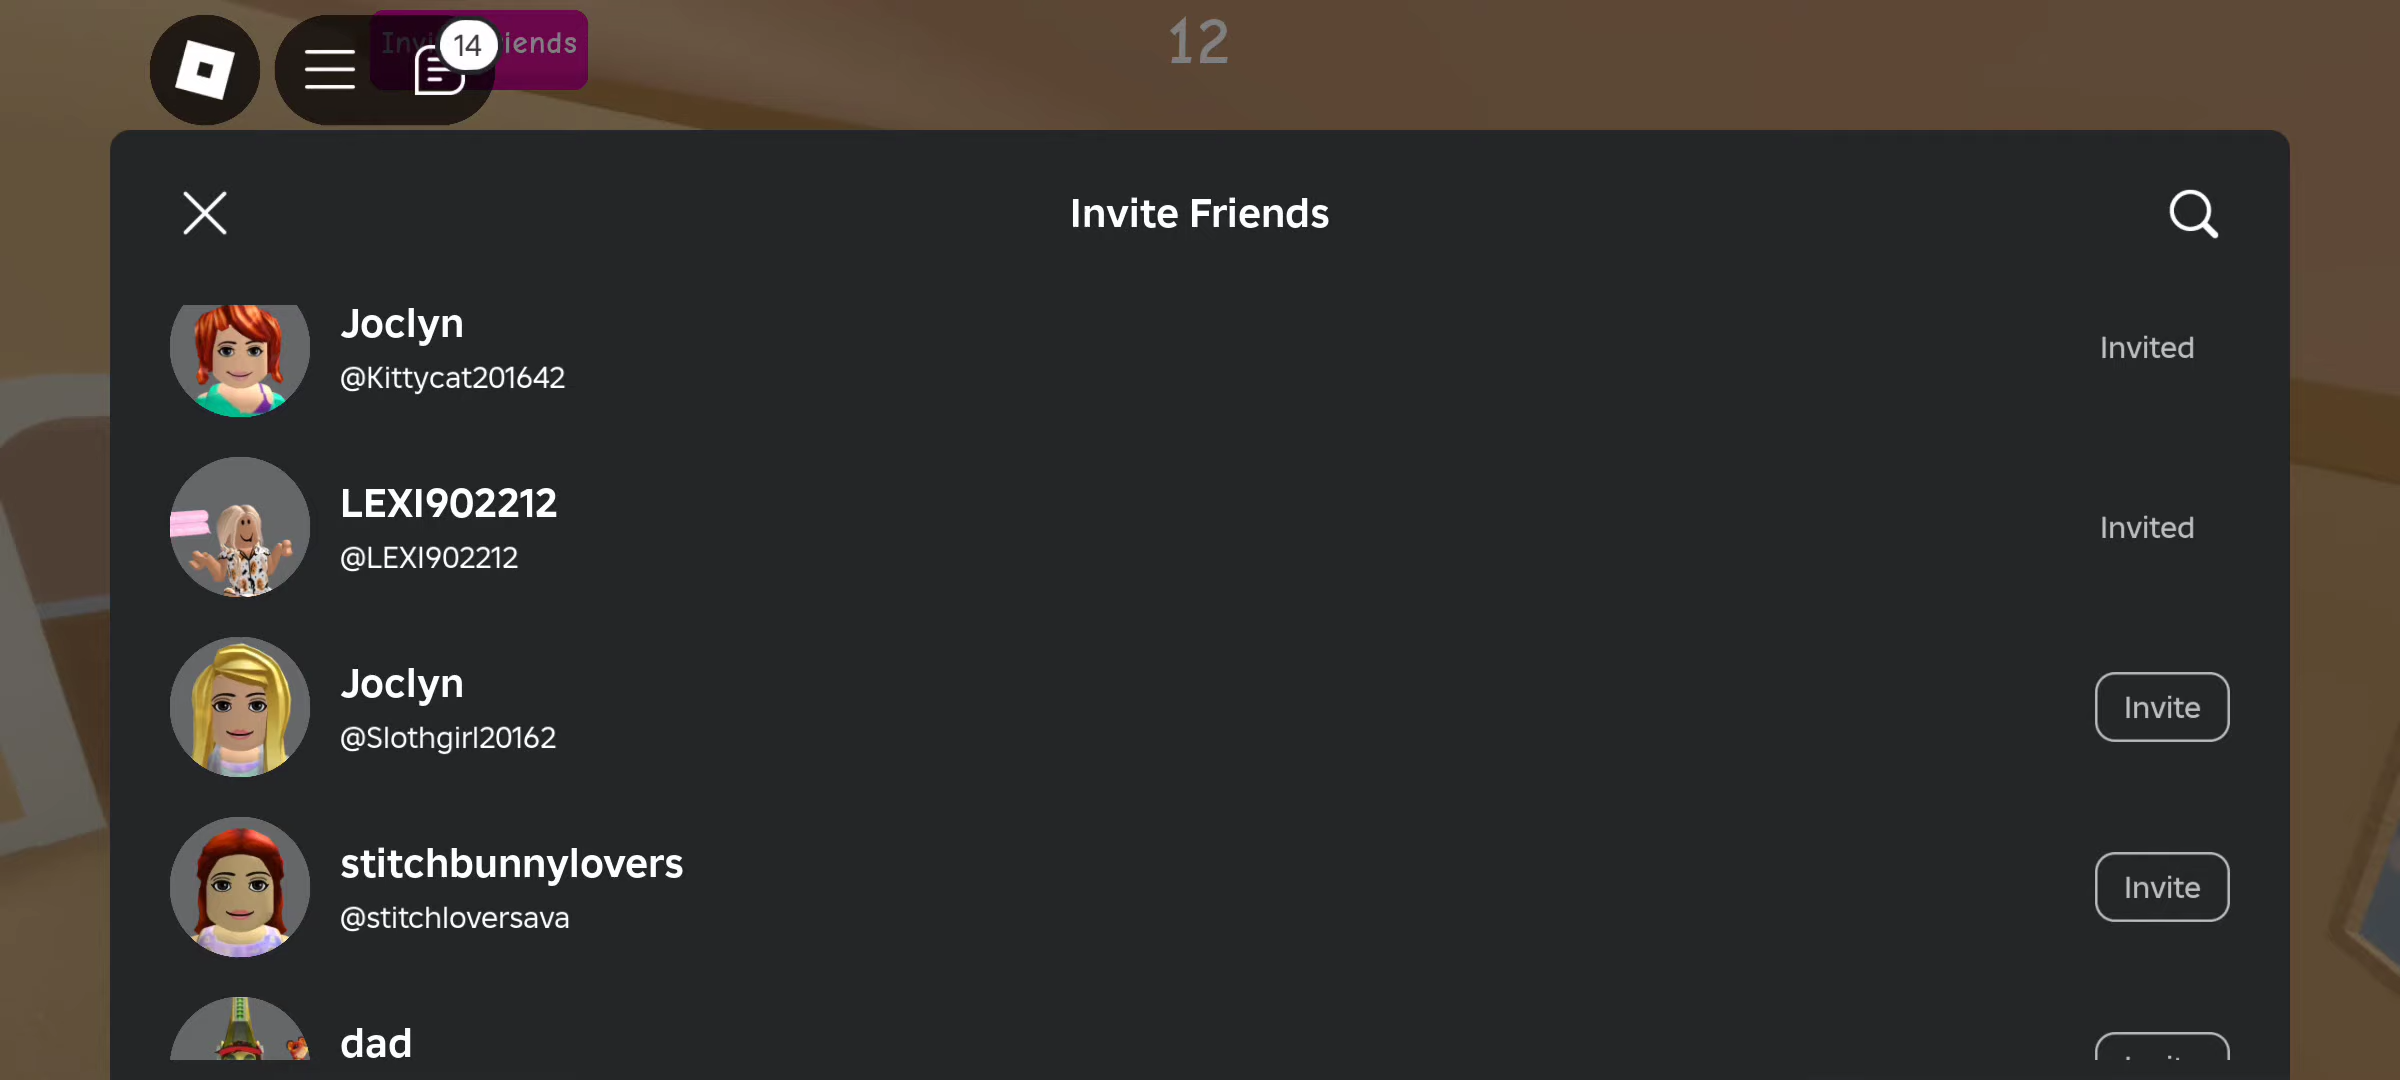 14
iends
12
Invite Friends
Joclyn
@Kittycat201642
Invited
LEXI902212
@LEXI902212
Invited
Joclyn
@Slothgirl20162
Invite
stitchbunnylovers
@stitchloversava
Invite
dad